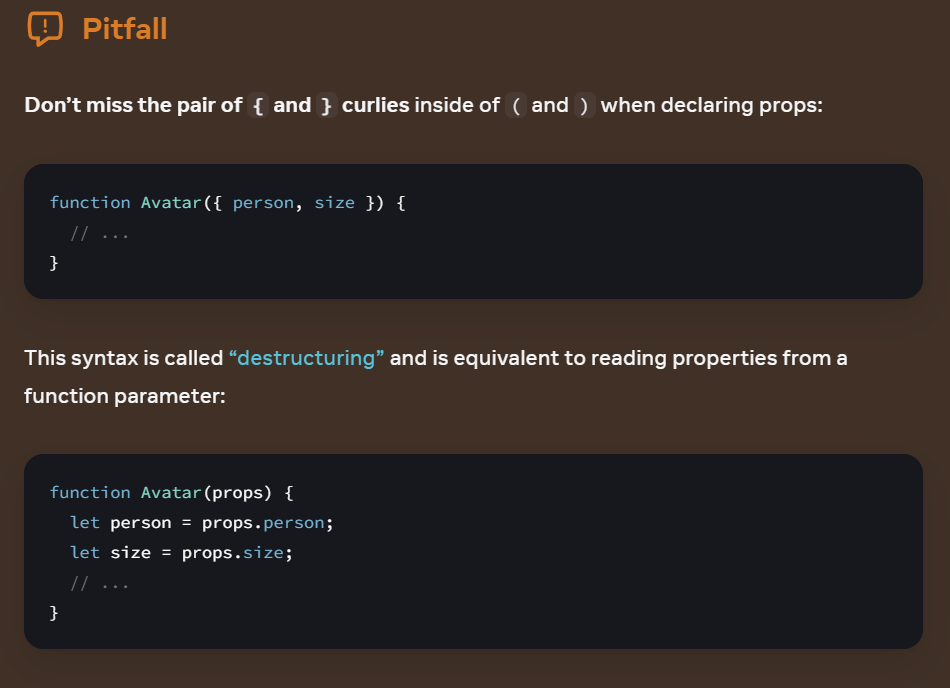 Pitfall
Don’t miss the pair of { and } curlies inside of ( and ) when declaring props:
function Avatar({ person, size }) {
  // ...
}
This syntax is called “destructuring” and is equivalent to reading properties from a
function parameter:
function Avatar(props) {
  let person = props.person;
  let size = props.size;
  // ...
}